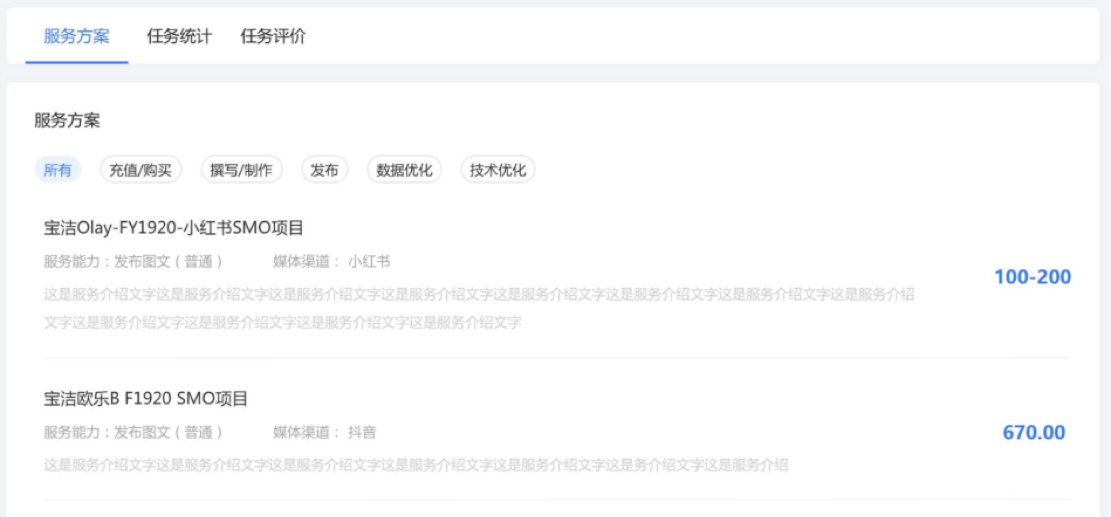 服务方案 任务统计 任务评价
服务方案
所有 充值/购买 撰写/制作 发布 数据优化 技术优化
宝洁Olay-FY1920-小红书SMO项目
服务能力：发布图文（普通） 媒体渠道： 小红书
100-200
这是服务介绍文字这是服务介绍文字这是服务介绍文字这是服务介绍文字这是服务介绍文字这是服务介绍文字这是服务介绍文字这是服务介绍
文字这是服务介绍文字这是服务介绍文字这是服务介绍文字这是服务介绍文字
宝洁欧乐B F1920 SMO项目
服务能力：发布图文（普通） 媒体渠道： 抖音
670.00
这是服务介绍文字这是服务介绍文字这是服务介绍文字这是服务介绍文字这是服务介绍文字这是务介绍文字这是服务介绍